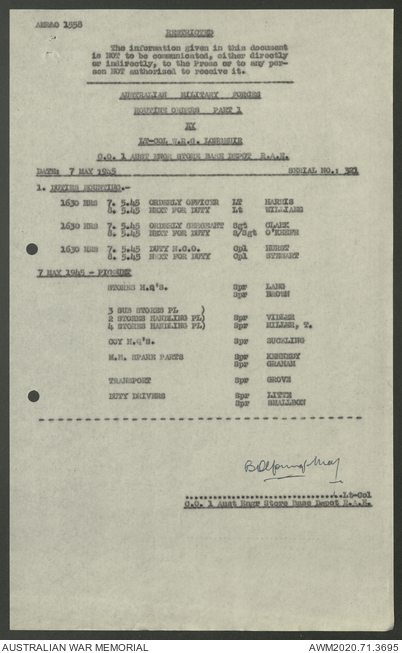 RESTRICTED
The information given in this document
is NOT to be communicated, either directly
or indirectly, to the Press or to any per-
son NOT authorised to receive it.
AUSTRALIAN MILITARY FORCES
ROUTINE ORDERS PART 1
BY
LT-COL
C.O. 1 AUST ENGR STORE BASE DEPOT R.A.E.
DATE: 7 MAY 1945 SERIAL NO.: 321
1. DUTIES ROUTINE.-
1630 HRS 7. 5.45 ORDERLY OFFICER LT HARRIS
8. 5.45 NEXT FOR DUTY Lt WILLIAMS
1630 HRS 7. 5.45 ORDERLY SERGEANT Sgt CLARK
8. 5.45 NEXT FOR DUTY S/Sgt O'KEEFE
1630 HRS 7. 5.45 DUTY N.C.O. Cpl HURST
8. 5.45 NEXT FOR DUTY Cpl STEWART
7 MAY 1945 - PICQUET
STORES H.Q'S. Spr LANG
Spr BROWN
3 SUB STORES PL )
2 STORES HANDLING PL) Spr VIDLER
4 STORES HANDLING PL) Spr MILLER, T.
COY H.Q'S. Spr SUCKLING
M.E. SPARE PARTS Spr KENNEDY
Spr GRAHAM
TRANSPORT Spr GROVE
DUTY DRIVERS Spr
Spr SMALLBON
Lt-Col
C.O. 1 Aust Engr Store Base Depot R.A.E.
AUSTRALIAN WAR MEMORIAL AWM2020.71.3695